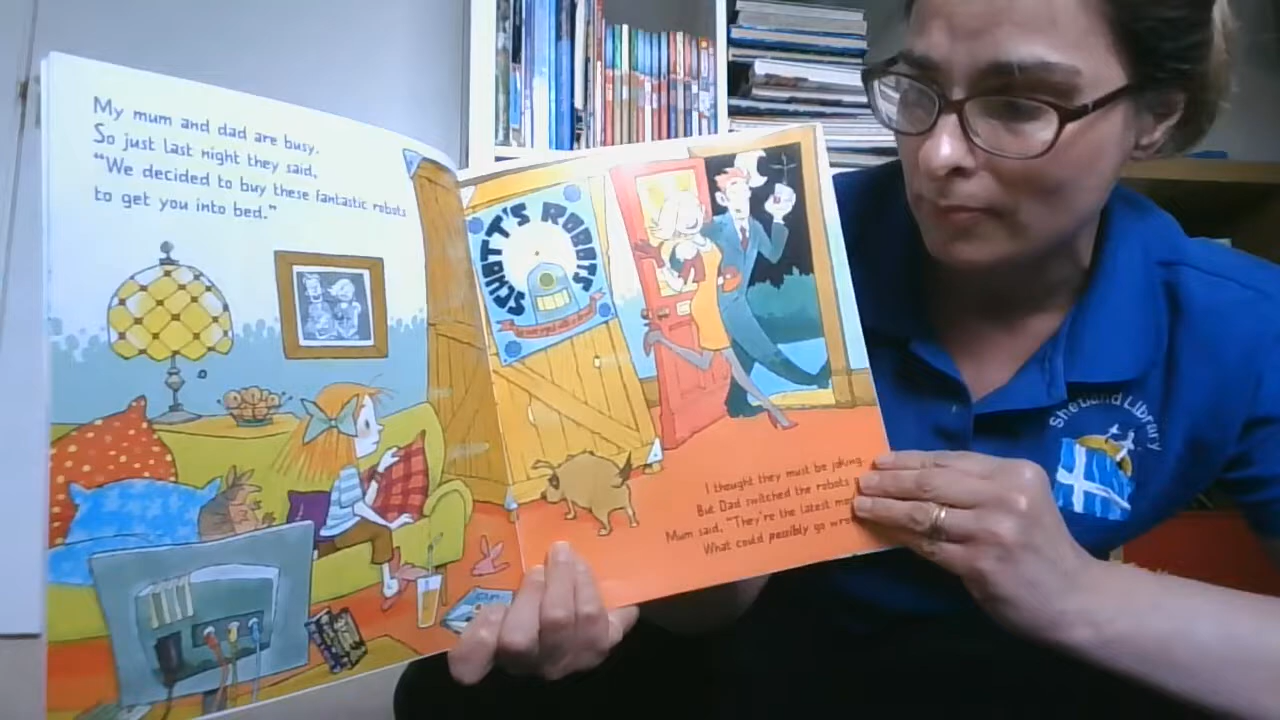 My mum and dad are busy.
So just last night they said,
"We decided to buy these fantastic robots
to get you into bed."
SCHOTT'S ROBOTS
I thought they must be joking.
But Dad switched the robots
Mum said, "They're the latest
What could possibly go
Shetland Library